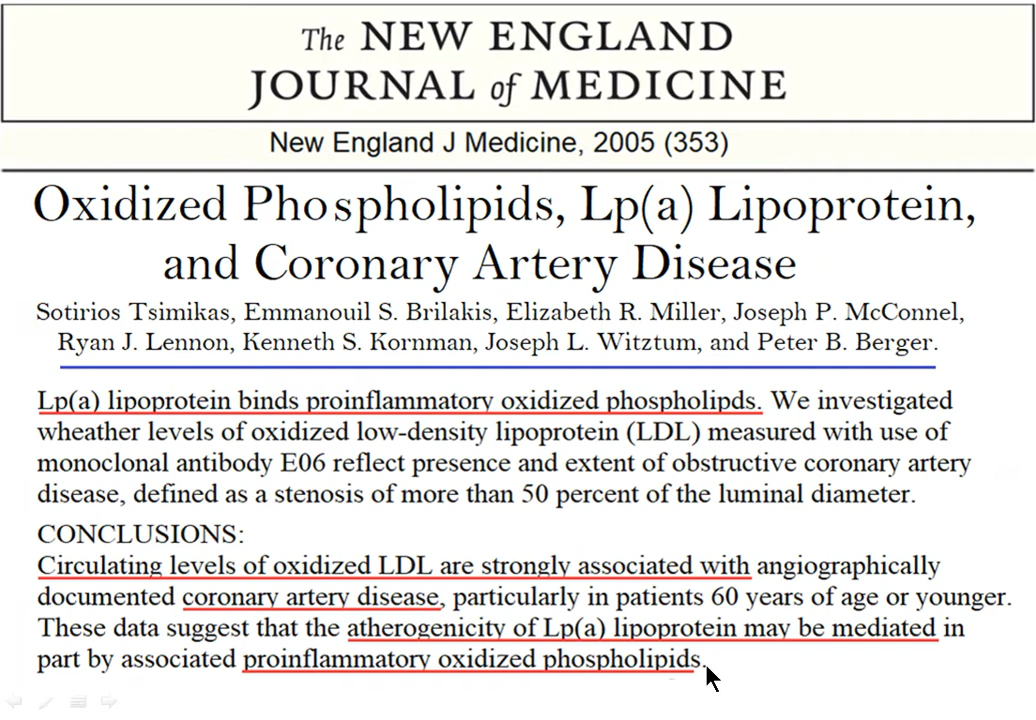 The NEW ENGLAND
JOURNAL of MEDICINE
New England J Medicine, 2005 (353)
Oxidized Phospholipids, Lp(a) Lipoprotein,
and Coronary Artery Disease
Sotirios Tsimikas, Emmanouil S. Brilakis, Elizabeth R. Miller, Joseph P. McConnel,
Ryan J. Lennon, Kenneth S. Kornman, Joseph L. Witztum, and Peter B. Berger.
Lp(a) lipoprotein binds proinflammatory oxidized phospholipds. We investigated
wheather levels of oxidized low-density lipoprotein (LDL) measured with use of
monoclonal antibody E06 reflect presence and extent of obstructive coronary artery
disease, defined as a stenosis of more than 50 percent of the luminal diameter.
CONCLUSIONS:
Circulating levels of oxidized LDL are strongly associated with angiographically
documented coronary artery disease, particularly in patients 60 years of age or younger.
These data suggest that the atherogenicity of Lp(a) lipoprotein may be mediated in
part by associated proinflammatory oxidized phospholipids.